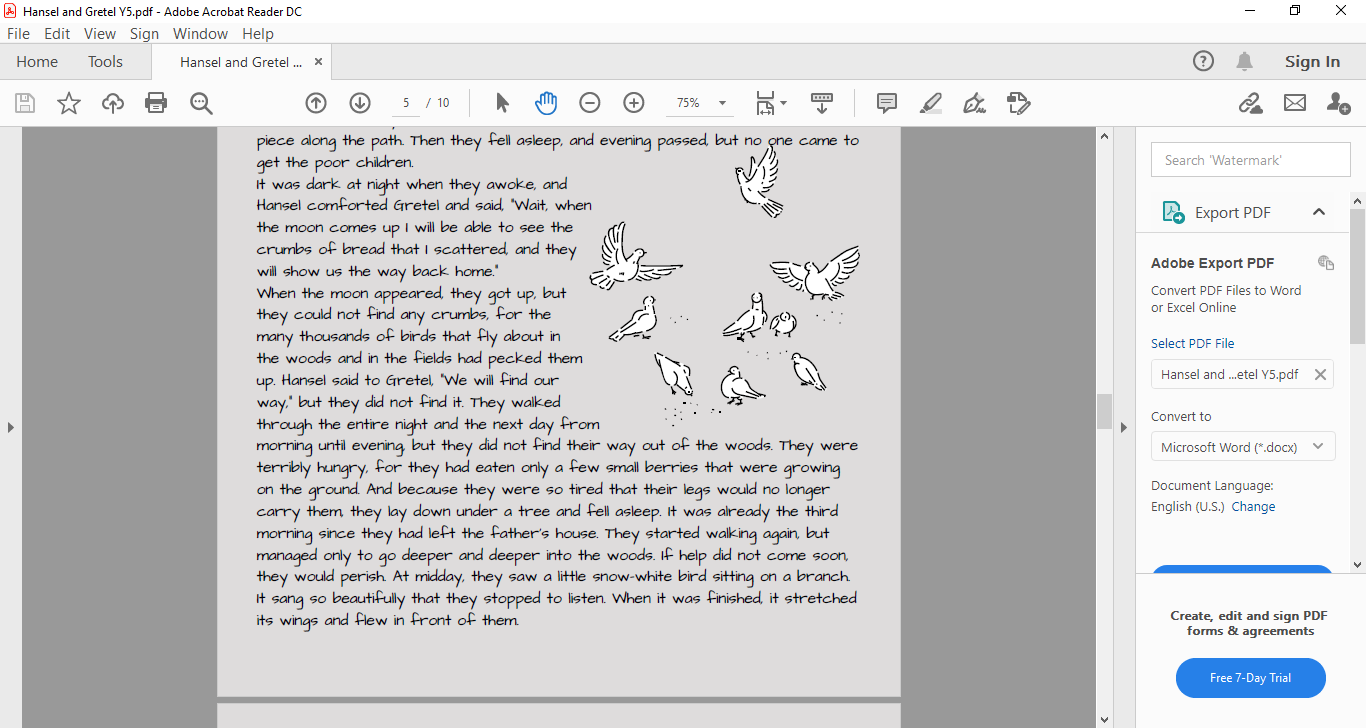 Hansel and Gretel Y5.pdf - Adobe Acrobat Reader DC
File Edit View Sign Window Help
Home Tools Hansel and Gretel ... Sign In
5 / 10 75%
piece along the path. Then they fell asleep, and evening passed, but no one came to
get the poor children.
It was dark at night when they awoke, and
Hansel comforted Gretel and said, "Wait, when
the moon comes up I will be able to see the
crumbs of bread that I scattered, and they
will show us the way back home."
When the moon appeared, they got up, but
they could not find any crumbs, for the
many thousands of birds that fly about in
the woods and in the fields had pecked them
up. Hansel said to Gretel, "We will find our
way," but they did not find it. They walked
through the entire night and the next day from
morning until evening, but they did not find their way out of the woods. They were
terribly hungry, for they had eaten only a few small berries that were growing
on the ground. And because they were so tired that their legs would no longer
carry them, they lay down under a tree and fell asleep. It was already the third
morning since they had left the father's house. They started walking again, but
managed only to go deeper and deeper into the woods. If help did not come soon,
they would perish. At midday, they saw a little snow-white bird sitting on a branch.
It sang so beautifully that they stopped to listen. When it was finished, it stretched
its wings and flew in front of them.
Search 'Watermark'
Export PDF
Adobe Export PDF
Convert PDF Files to Word
or Excel Online
Select PDF File
Hansel and ...etel Y5.pdf
Convert to
Microsoft Word (*.docx)
Document Language:
English (U.S.) Change
Create, edit and sign PDF
forms & agreements
Free 7-Day Trial